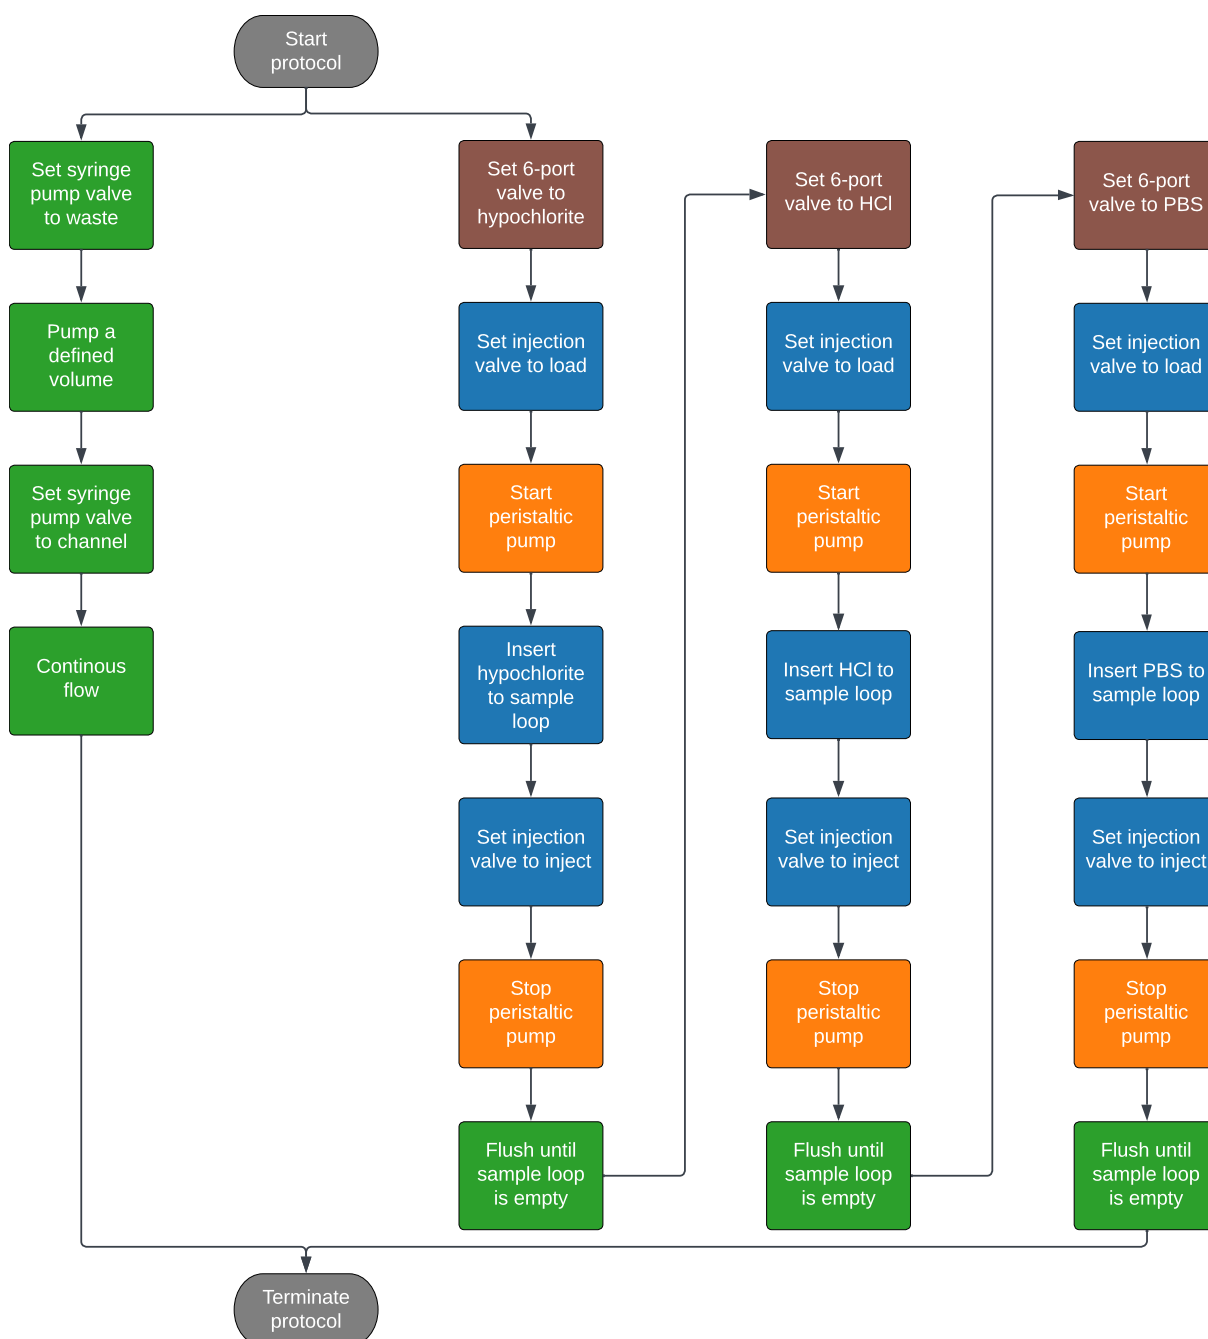 Start
protocol
Set syringe
pump valve
to waste
Pump a
defined
volume
Set syringe
pump valve
to channel
Continous
flow
Set 6-port
valve to
hypochlorite
Set injection
valve to load
Start
peristaltic
pump
Insert
hypochlorite
to sample
loop
Set injection
valve to inject
Stop
peristaltic
pump
Flush until
sample loop
is empty
Set 6-port
valve to HCl
Set injection
valve to load
Start
peristaltic
pump
Insert HCl to
sample loop
Set injection
valve to inject
Stop
peristaltic
pump
Flush until
sample loop
is empty
Set 6-port
valve to PBS
Set injection
valve to load
Start
peristaltic
pump
Insert PBS to
sample loop
Set injection
valve to inject
Stop
peristaltic
pump
Flush until
sample loop
is empty
Terminate
protocol